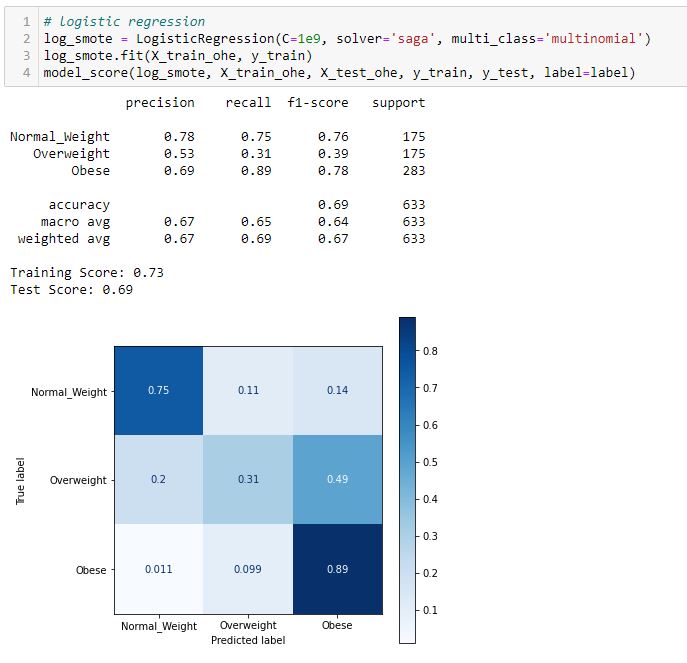 1 # logistic regression
2 log_smote = LogisticRegression(C=1e9, solver='saga', multi_class='multinomial')
3 log_smote.fit(X_train_ohe, y_train)
4 model_score(log_smote, X_train_ohe, X_test_ohe, y_train, y_test, label=label)
precision recall f1-score support
Normal_Weight 0.78 0.75 0.76 175
Overweight 0.53 0.31 0.39 175
Obese 0.69 0.89 0.78 283
accuracy 0.69 633
macro avg 0.67 0.65 0.64 633
weighted avg 0.67 0.69 0.67 633
Training Score: 0.73
Test Score: 0.69
Normal_Weight 0.75 0.11 0.14
Overweight 0.2 0.31 0.49
Obese 0.011 0.099 0.89
Normal_Weight Overweight Obese
Predicted label
True label
0.8
0.7
0.6
0.5
0.4
0.3
0.2
0.1